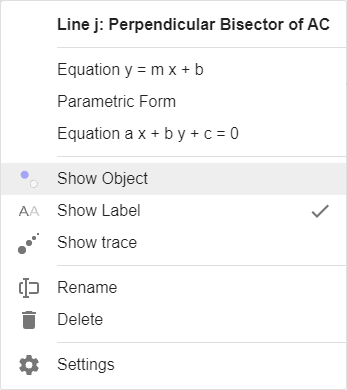 Line j: Perpendicular Bisector of AC
Equation y = m x + b
Parametric Form
Equation a x + b y + c = 0
Show Object
AA Show Label
Show trace
Rename
Delete
Settings